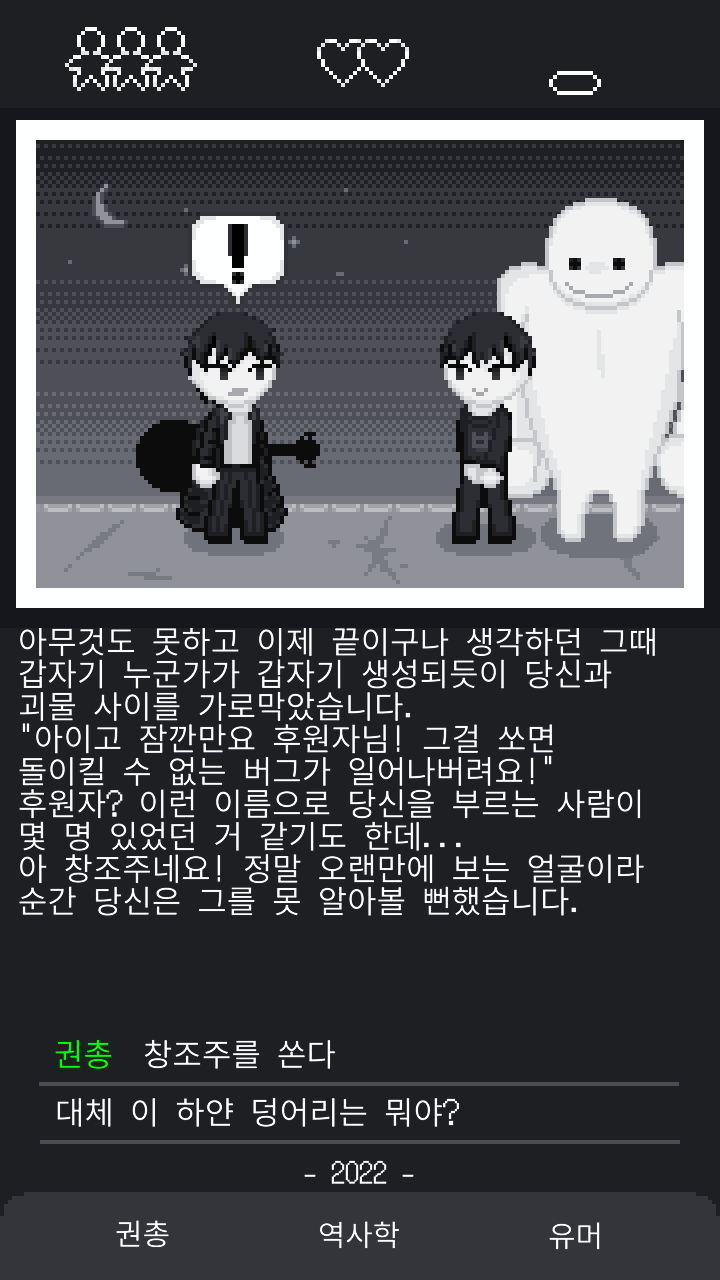 !
아무것도 못하고 이제 끝이구나 생각하던 그때
갑자기 누군가가 갑자기 생성되듯이 당신과
괴물 사이를 가로막았습니다.
"아이고 잠깐만요 후원자님! 그걸 쏘면
돌이킬 수 없는 버그가 일어나버려요!"
후원자? 이런 이름으로 당신을 부르는 사람이
몇 명 있었던 거 같기도 한데...
아 창조주네요! 정말 오랜만에 보는 얼굴이라
순간 당신은 그를 못 알아볼 뻔했습니다.
권총 창조주를 쏜다
대체 이 하얀 덩어리는 뭐야?
- 2022 -
권총 역사학 유머